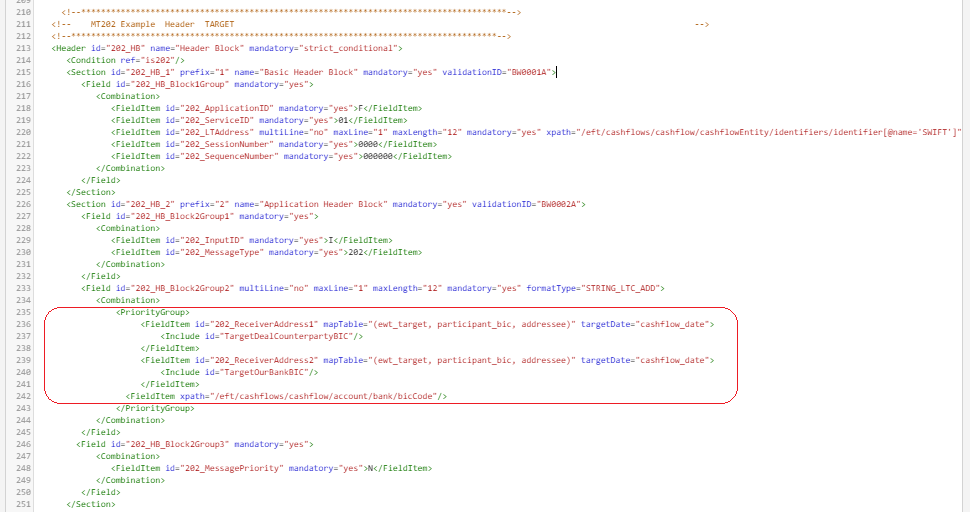 209
210 <!--**************************************************************************************-->
211 <!-- MT202 Example Header TARGET -->
212 <!--**************************************************************************************-->
213 <Header id="202_HB" name="Header Block" mandatory="strict_conditional">
214 <Condition ref="is202"/>
215 <Section id="202_HB_1" prefix="1" name="Basic Header Block" mandatory="yes" validationID="BW0001A">
216 <Field id="202_HB_Block1Group" mandatory="yes">
217 <Combination>
218 <FieldItem id="202_ApplicationID" mandatory="yes">F</FieldItem>
219 <FieldItem id="202_ServiceID" mandatory="yes">01</FieldItem>
220 <FieldItem id="202_LTAddress" multiLine="no" maxLine="1" maxLength="12" mandatory="yes" xpath="/eft/cashflows/cashflow/cashflowEntity/identifiers/identifier[@name='SWIFT']"
221 <FieldItem id="202_SessionNumber" mandatory="yes">0000</FieldItem>
222 <FieldItem id="202_SequenceNumber" mandatory="yes">000000</FieldItem>
223 </Combination>
224 </Field>
225 </Section>
226 <Section id="202_HB_2" prefix="2" name="Application Header Block" mandatory="yes" validationID="BW0002A">
227 <Field id="202_HB_Block2Group1" mandatory="yes">
228 <Combination>
229 <FieldItem id="202_InputID" mandatory="yes">I</FieldItem>
230 <FieldItem id="202_MessageType" mandatory="yes">202</FieldItem>
231 </Combination>
232 </Field>
233 <Field id="202_HB_Block2Group2" multiLine="no" maxLine="1" maxLength="12" mandatory="yes" formatType="STRING_LTC_ADD">
234 <Combination>
235 <PriorityGroup>
236 <FieldItem id="202_ReceiverAddress1" mapTable="(ewt_target, participant_bic, addressee)" targetDate="cashflow_date">
237 <Include id="TargetDealCounterpartyBIC"/>
238 </FieldItem>
239 <FieldItem id="202_ReceiverAddress2" mapTable="(ewt_target, participant_bic, addressee)" targetDate="cashflow_date">
240 <Include id="TargetOurBankBIC"/>
241 </FieldItem>
242 <FieldItem xpath="/eft/cashflows/cashflow/account/bank/bicCode"/>
243 </PriorityGroup>
244 </Combination>
245 </Field>
246 <Field id="202_HB_Block2Group3" mandatory="yes">
247 <Combination>
248 <FieldItem id="202_MessagePriority" mandatory="yes">N</FieldItem>
249 </Combination>
250 </Field>
251 </Section>